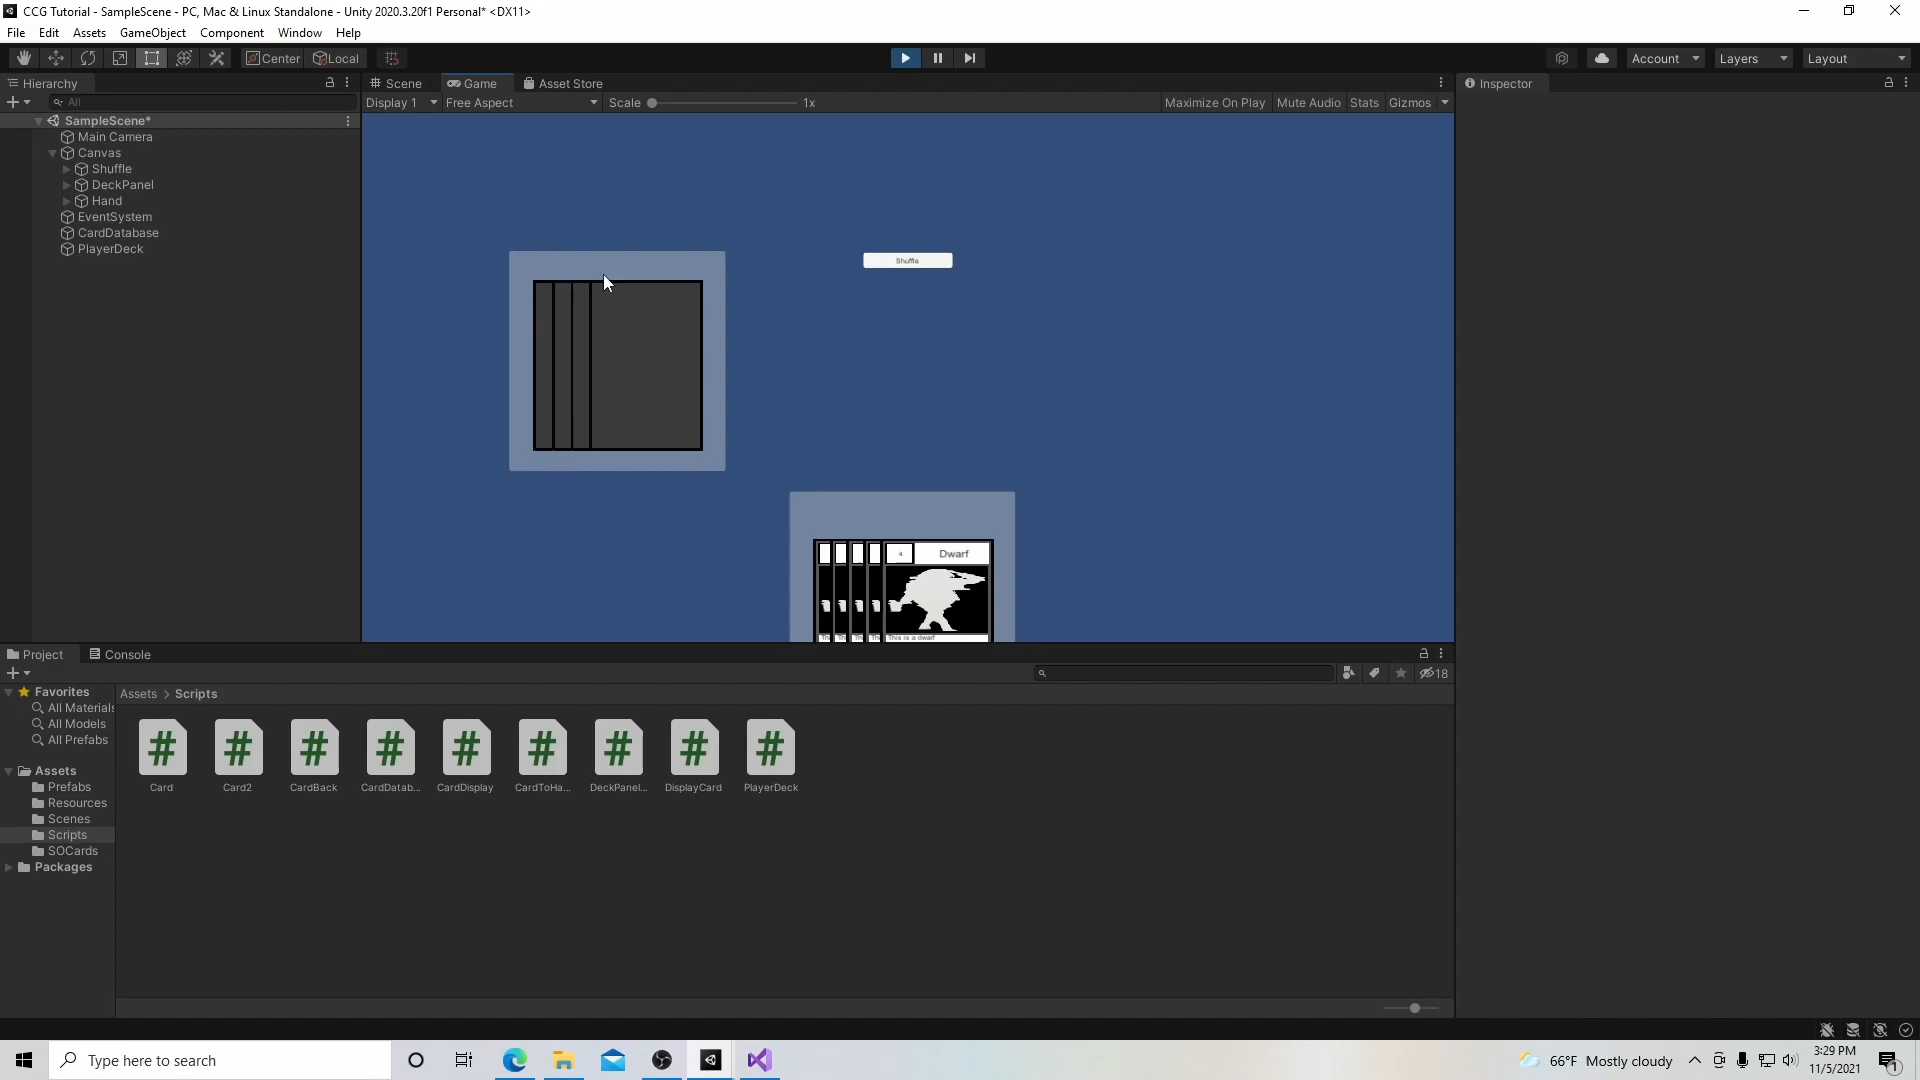 CCG Tutorial - SampleScene - PC, Mac & Linux Standalone - Unity 2020.3.20f1 Personal* <DX11>
File Edit Assets GameObject Component Window Help
Center Local Account Layers Layout
Hierarchy Scene Game Asset Store Inspector
All Display 1 Free Aspect Scale 1x Maximize On Play Mute Audio Stats Gizmos
SampleScene*
Main Camera
Canvas
Shuffle
DeckPanel
Hand
EventSystem
CardDatabase
PlayerDeck
Shuffle
4 Dwarf
This is a dwarf
Project Console
18
Favorites
All Materials
All Models
All Prefabs
Assets
Prefabs
Resources
Scenes
Scripts
SOCards
Packages
Assets > Scripts
Card Card2 CardBack CardDatab... CardDisplay CardToHa... DeckPanel... DisplayCard PlayerDeck
Type here to search
66°F Mostly cloudy
3:29 PM
11/5/2021
1